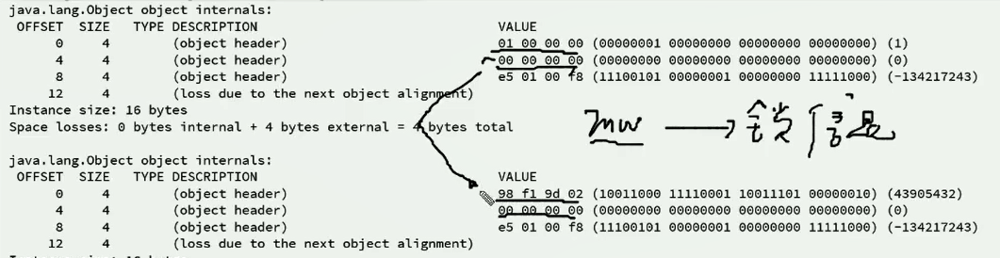 java.lang.Object object internals:
OFFSET  SIZE   TYPE DESCRIPTION                               VALUE
0     4        (object header)                           01 00 00 00 (00000001 00000000 00000000 00000000) (1)
4     4        (object header)                           00 00 00 00 (00000000 00000000 00000000 00000000) (0)
8     4        (object header)                           e5 01 00 f8 (11100101 00000001 00000000 11111000) (-134217243)
12     4        (loss due to the next object alignment)
Instance size: 16 bytes
Space losses: 0 bytes internal + 4 bytes external = 4 bytes total
mw 锁信息
java.lang.Object object internals:
OFFSET  SIZE   TYPE DESCRIPTION                               VALUE
0     4        (object header)                           98 f1 9d 02 (10011000 11110001 10011101 00000010) (43905432)
4     4        (object header)                           00 00 00 00 (00000000 00000000 00000000 00000000) (0)
8     4        (object header)                           e5 01 00 f8 (11100101 00000001 00000000 11111000) (-134217243)
12     4        (loss due to the next object alignment)